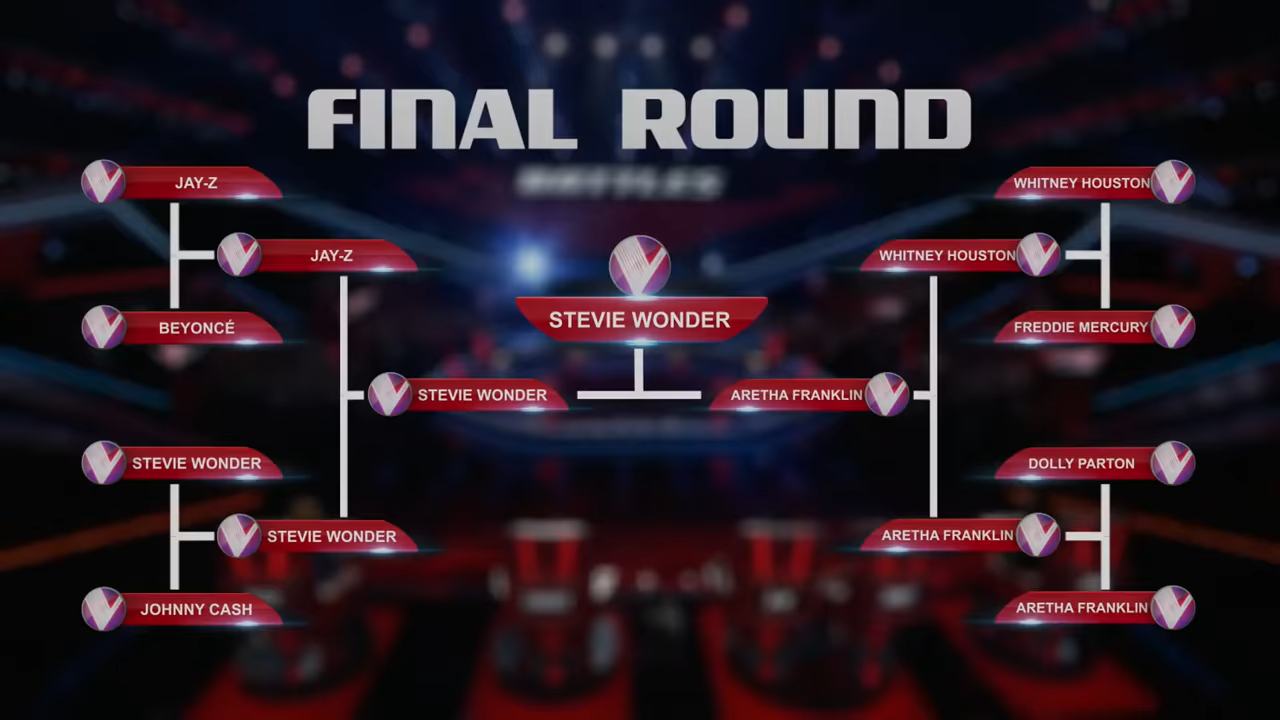 FINAL ROUND
JAY-Z
WHITNEY HOUSTON
JAY-Z
WHITNEY HOUSTON
STEVIE WONDER
BEYONCÉ
FREDDIE MERCURY
STEVIE WONDER
ARETHA FRANKLIN
STEVIE WONDER
DOLLY PARTON
STEVIE WONDER
ARETHA FRANKLIN
JOHNNY CASH
ARETHA FRANKLIN